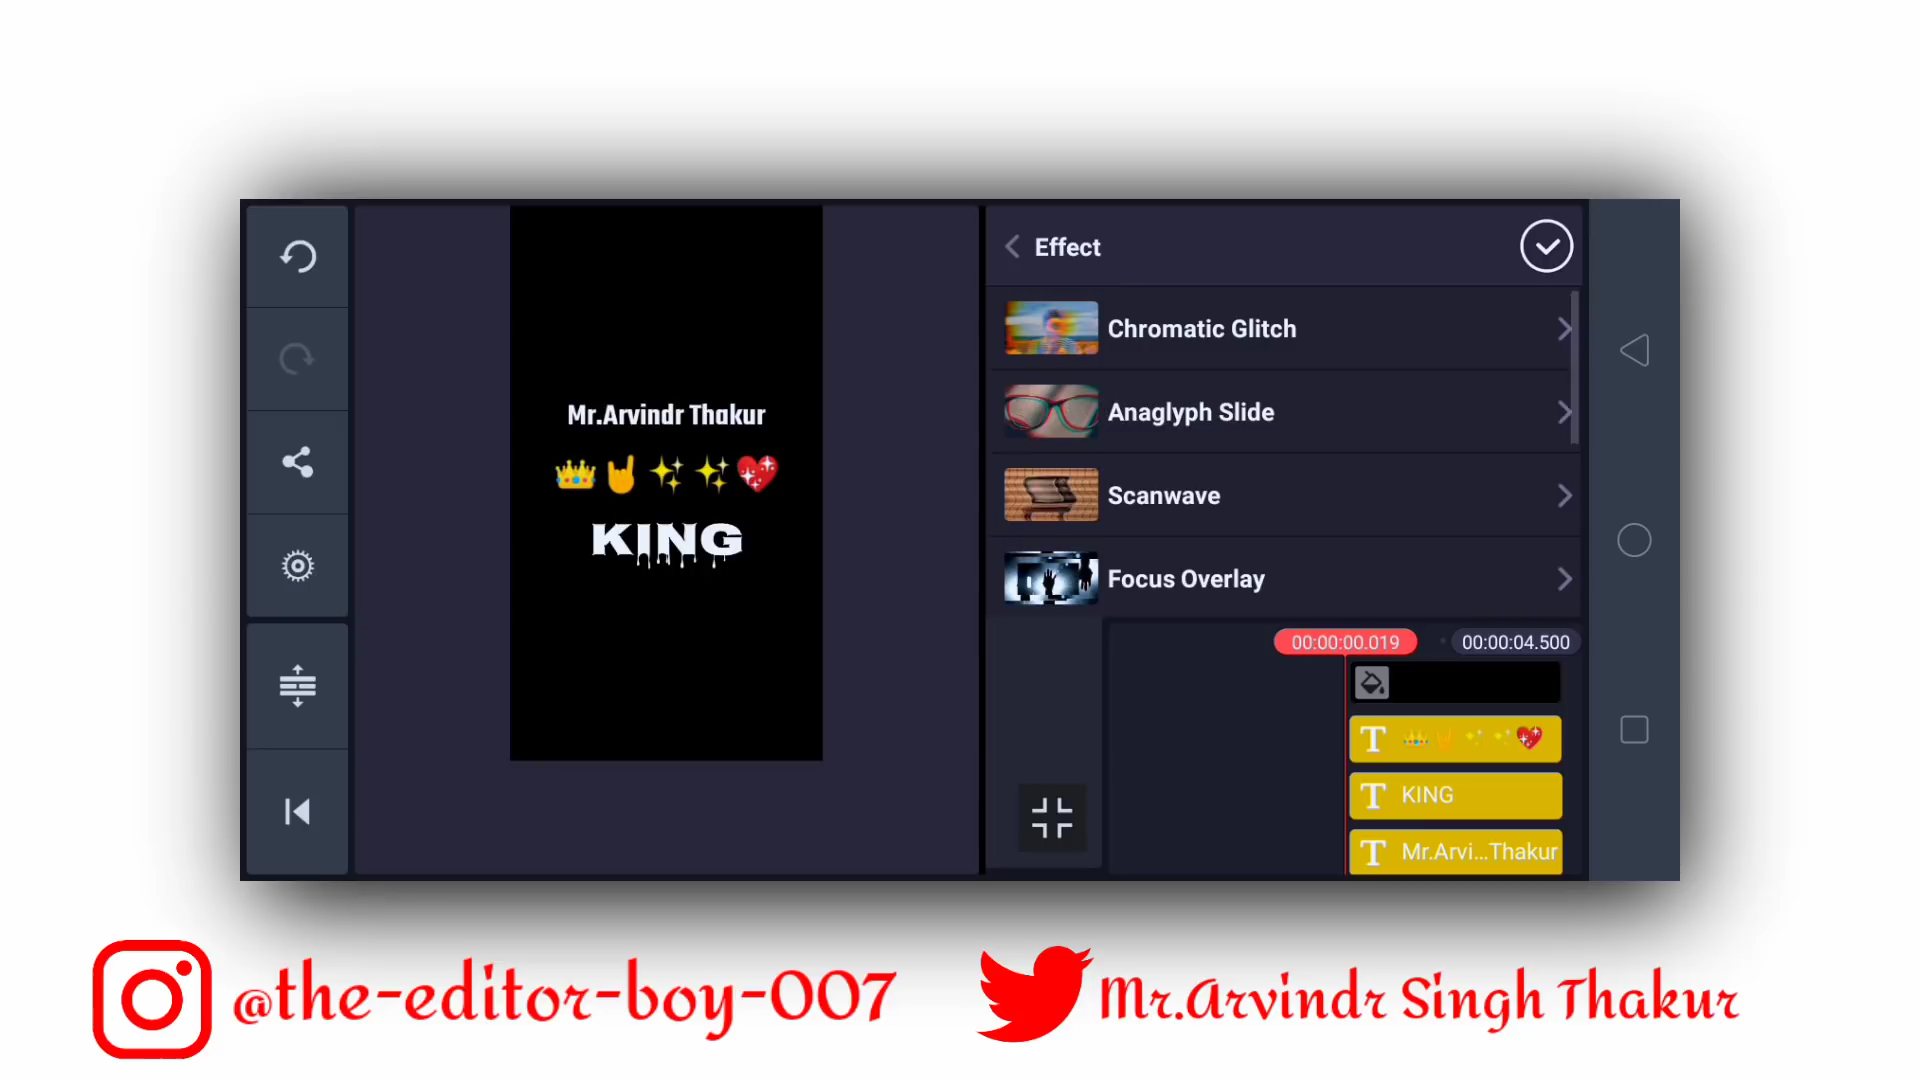 Effect
Chromatic Glitch
Anaglyph Slide
Scanwave
Focus Overlay
Mr.Arvindr Thakur
👑🤘✨✨💖
KING
00:00:00.019
00:00:04.500
T 👑🤘✨✨💖
T KING
T Mr.Arvi...Thakur
@the-editor-boy-007
Mr.Arvindr Singh Thakur